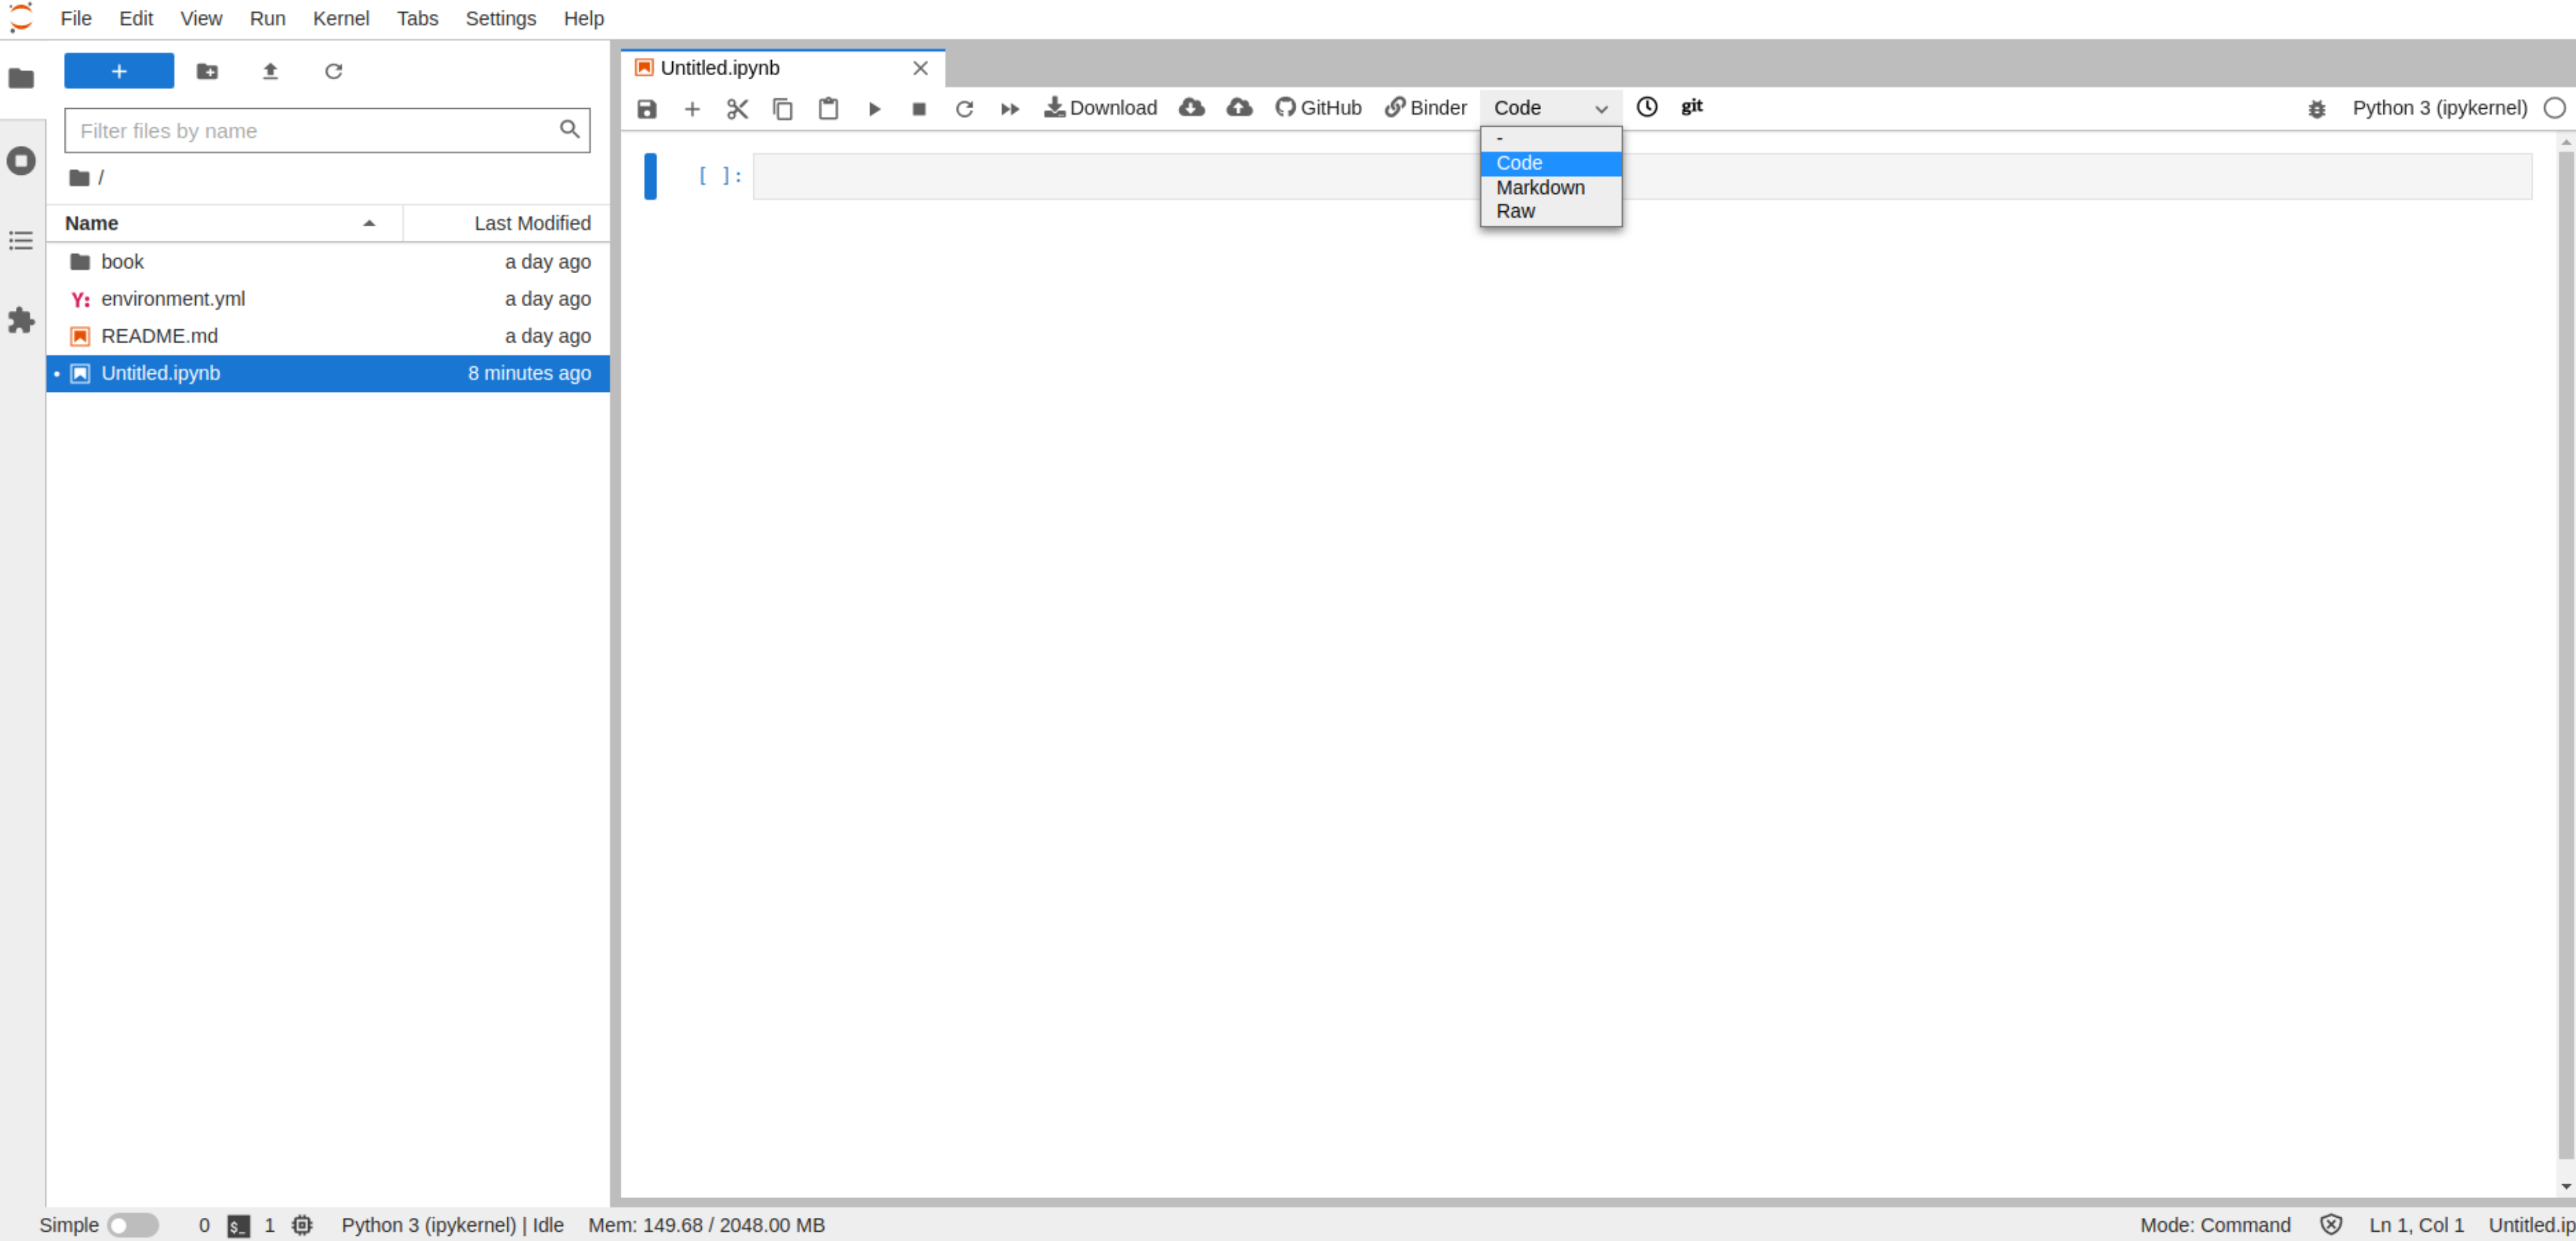 File Edit View Run Kernel Tabs Settings Help
Untitled.ipynb
Download GitHub Binder Code git Python 3 (ipykernel)
Filter files by name
/
Name Last Modified
book a day ago
Y: environment.yml a day ago
README.md a day ago
Untitled.ipynb 8 minutes ago
[ ]:
-
Code
Markdown
Raw
Simple 0 $_ 1 Python 3 (ipykernel) | Idle Mem: 149.68 / 2048.00 MB Mode: Command Ln 1, Col 1 Untitled.ip